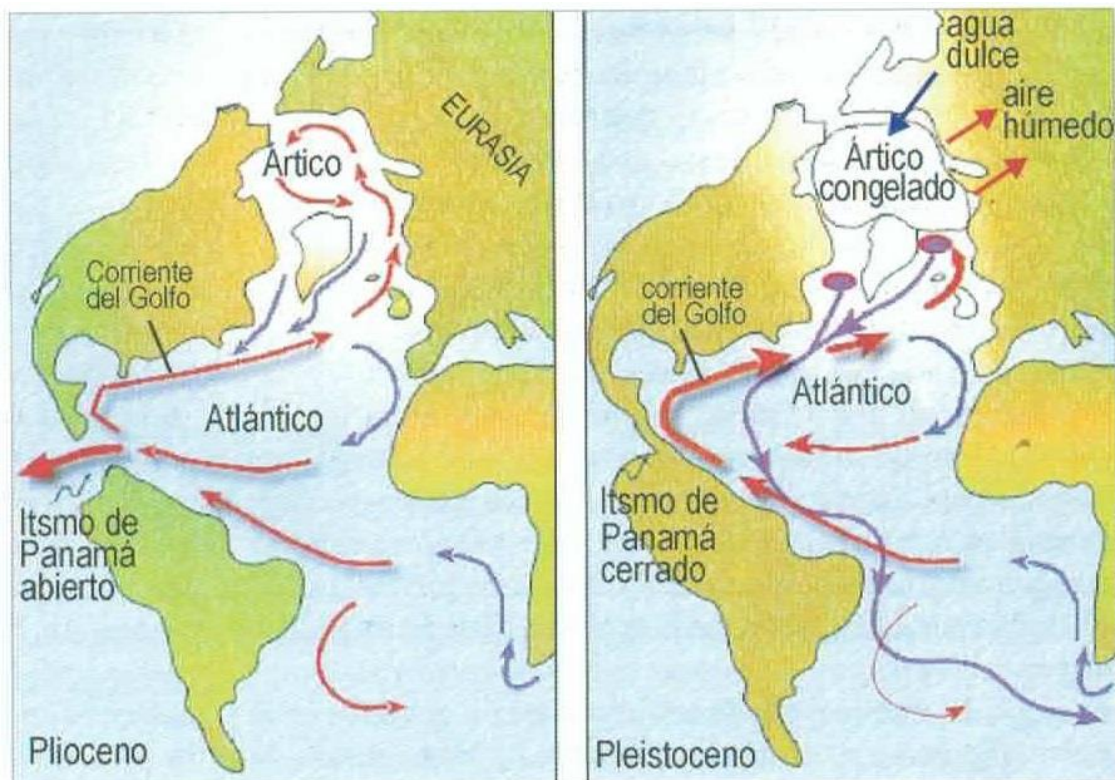 Ártico
EURASIA
Corriente
del Golfo
Atlántico
Itsmo de
Panamá
abierto
Plioceno
agua
dulce
aire
húmedo
Ártico
congelado
corriente
del Golfo
Atlántico
Itsmo de
Panamá
cerrado
Pleistoceno